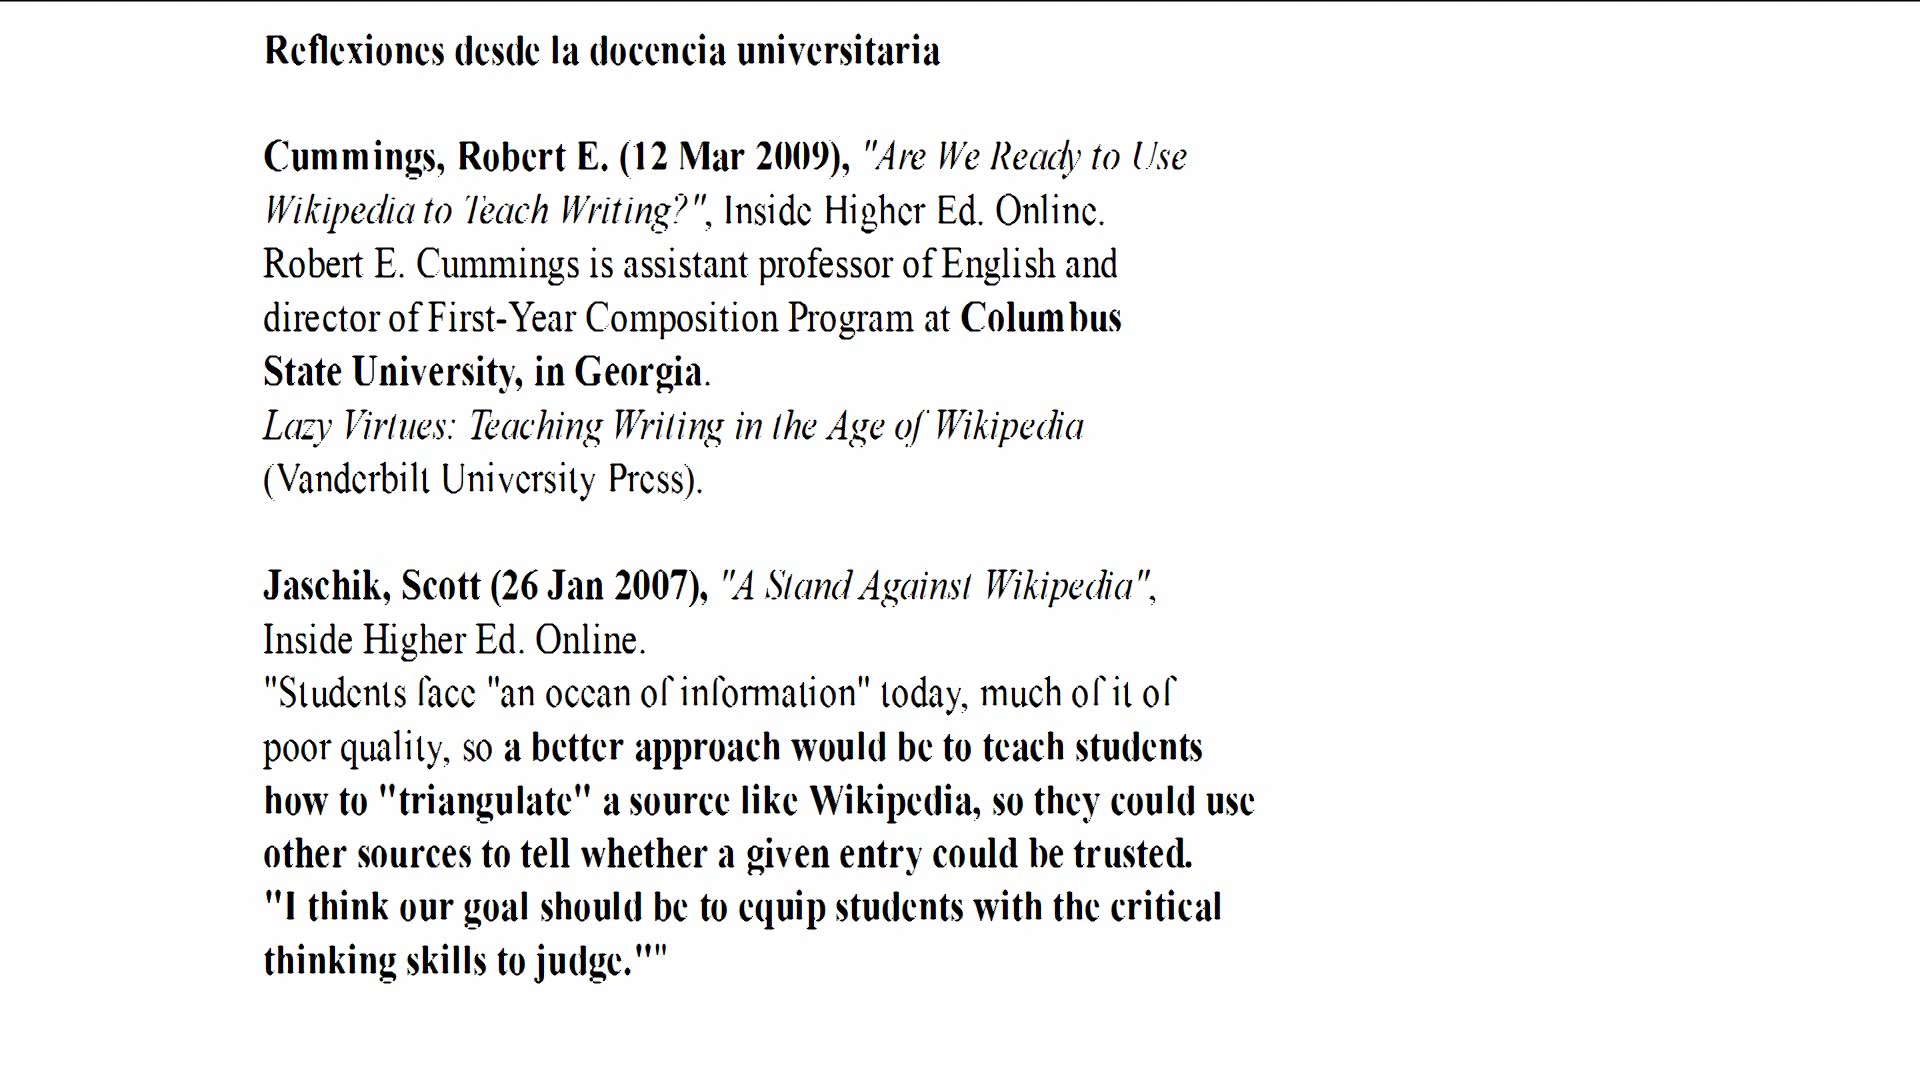 Reflexiones desde la docencia universitaria
Cummings, Robert E. (12 Mar 2009), "Are We Ready to Use
Wikipedia to Teach Writing?", Inside Higher Ed. Online.
Robert E. Cummings is assistant professor of English and
director of First-Year Composition Program at Columbus
State University, in Georgia.
Lazy Virtues: Teaching Writing in the Age of Wikipedia
(Vanderbilt University Press).
Jaschik, Scott (26 Jan 2007), "A Stand Against Wikipedia",
Inside Higher Ed. Online.
"Students face "an ocean of information" today, much of it of
poor quality, so a better approach would be to teach students
how to "triangulate" a source like Wikipedia, so they could use
other sources to tell whether a given entry could be trusted.
"I think our goal should be to equip students with the critical
thinking skills to judge.""